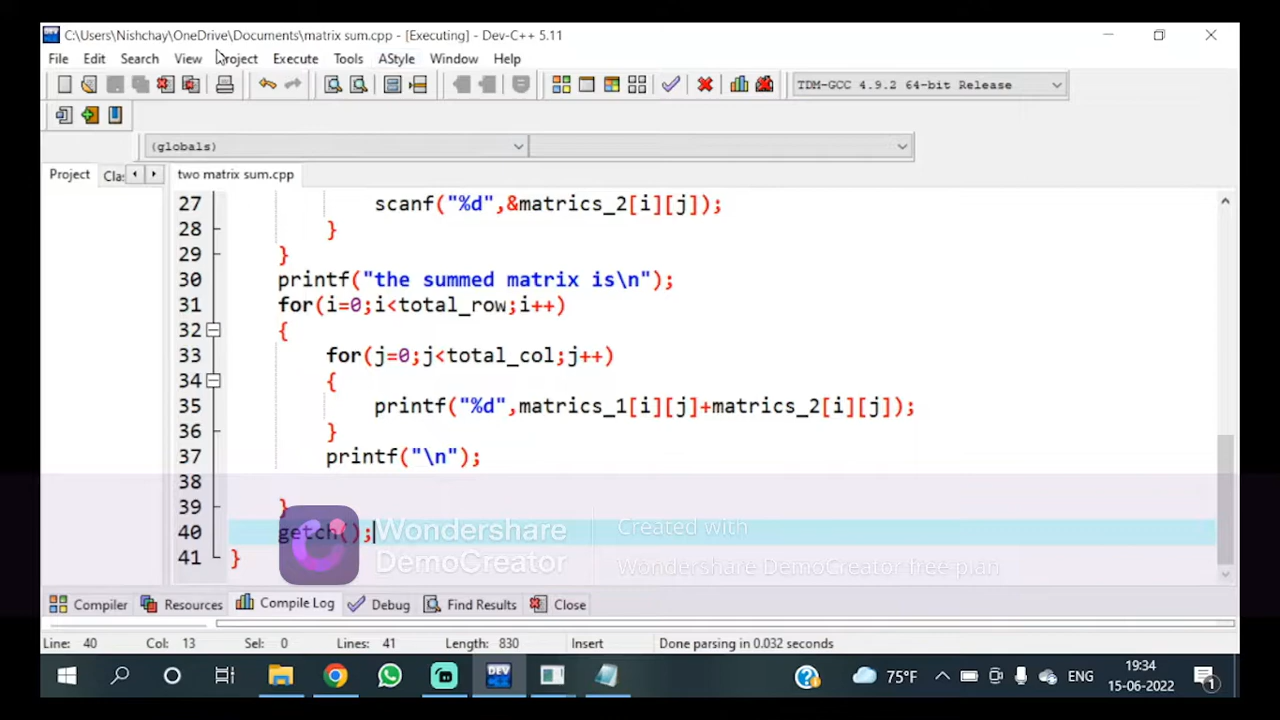 C:\Users\Nishchay\OneDrive\Documents\matrix sum.cpp - [Executing] - Dev-C++ 5.11
File Edit Search View Project Execute Tools AStyle Window Help
TDM-GCC 4.9.2 64-bit Release
(globals)
Project Cla two matrix sum.cpp
27 scanf("%d",&matrics_2[i][j]);
28 }
29 }
30 printf("the summed matrix is\n");
31 for(i=0;i<total_row;i++)
32 {
33 for(j=0;j<total_col;j++)
34 {
35 printf("%d",matrics_1[i][j]+matrics_2[i][j]);
36 }
37 printf("\n");
38
39 }
40 getch();
41 }
Wondershare DemoCreator
Created with
Wondershare DemoCreator free plan
Compiler Resources Compile Log Debug Find Results Close
Line: 40 Col: 13 Sel: 0 Lines: 41 Length: 830 Insert Done parsing in 0.032 seconds
DEV 75°F ENG 19:34
15-06-2022 1